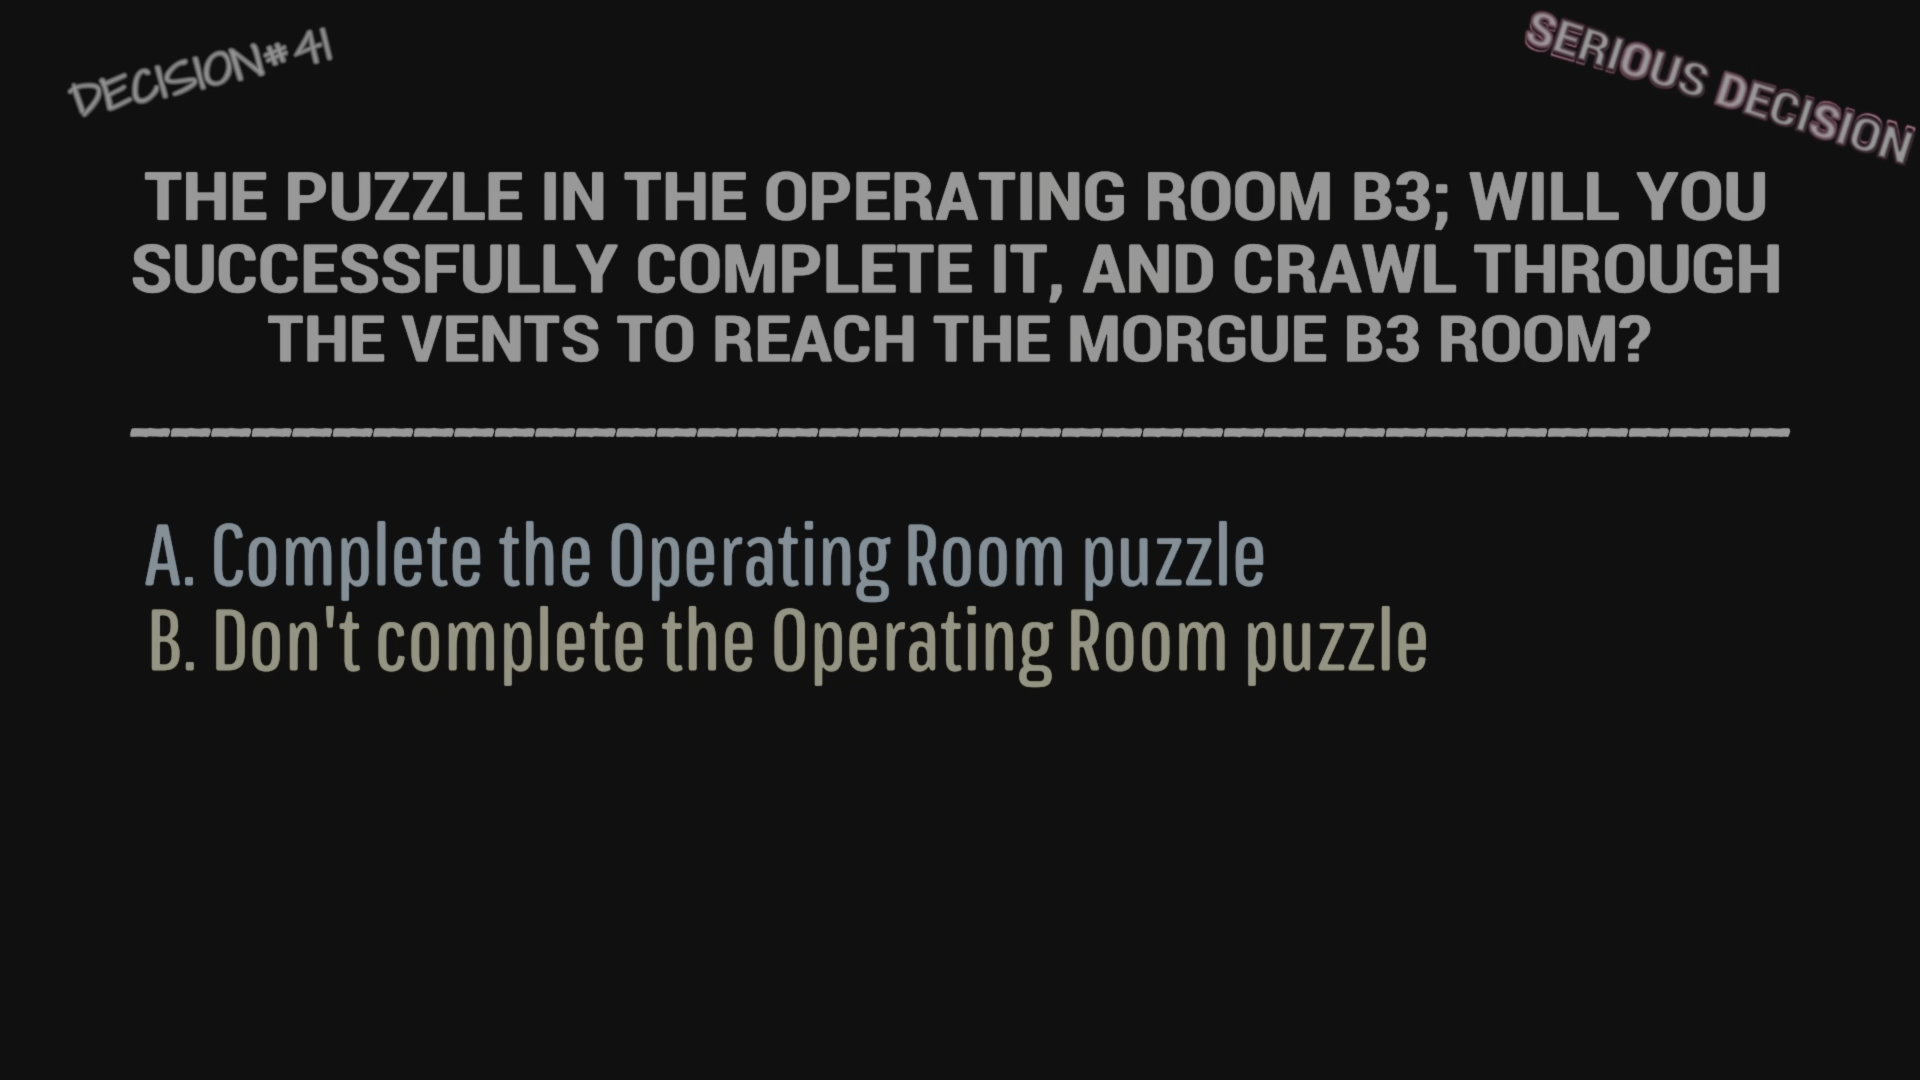 DECISION#41
SERIOUS DECISION
THE PUZZLE IN THE OPERATING ROOM B3; WILL YOU
SUCCESSFULLY COMPLETE IT, AND CRAWL THROUGH
THE VENTS TO REACH THE MORGUE B3 ROOM?
A. Complete the Operating Room puzzle
B. Don't complete the Operating Room puzzle